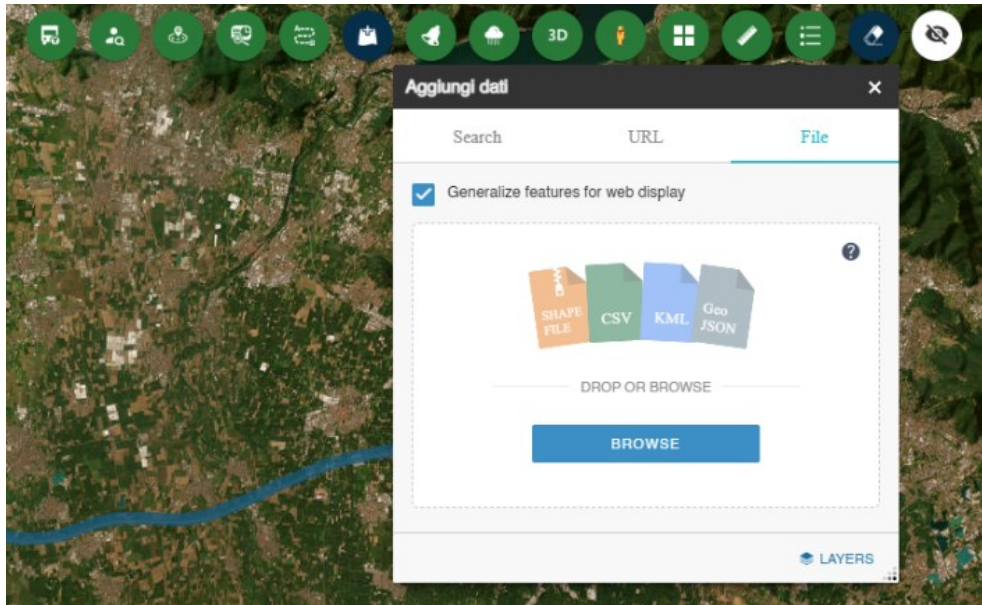 3D
Aggiungi dati
Search URL File
Generalize features for web display
SHAPE
FILE
CSV
KML
Geo
JSON
DROP OR BROWSE
BROWSE
LAYERS